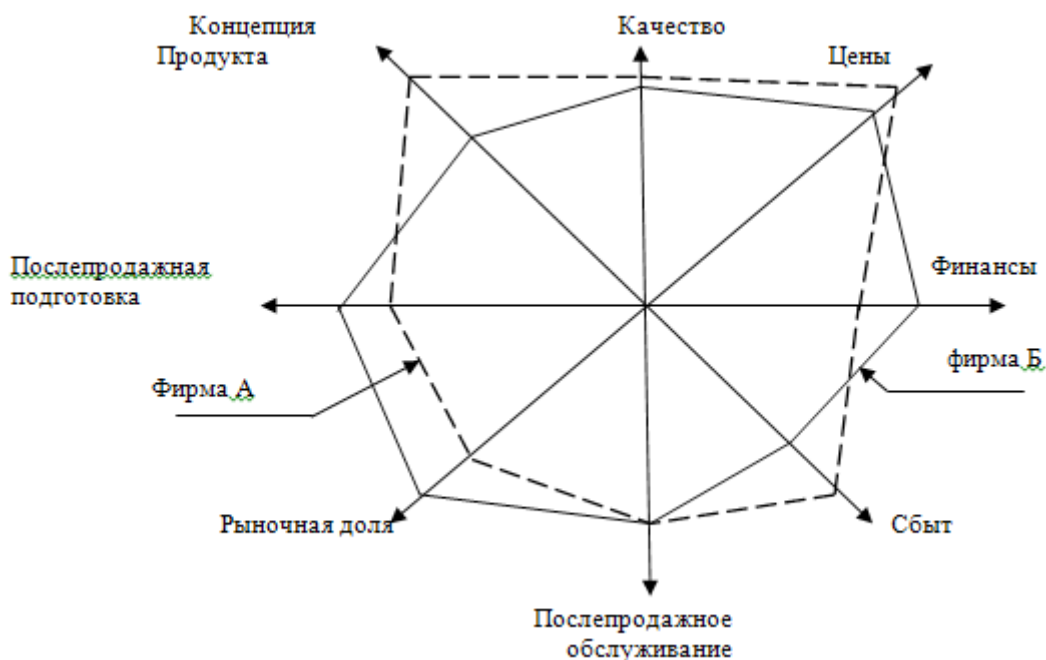 Концепция
Продукта
Качество
Цены
Послепродажная
подготовка
Финансы
Фирма А
фирма Б
Рыночная доля
Сбыт
Послепродажное
обслуживание